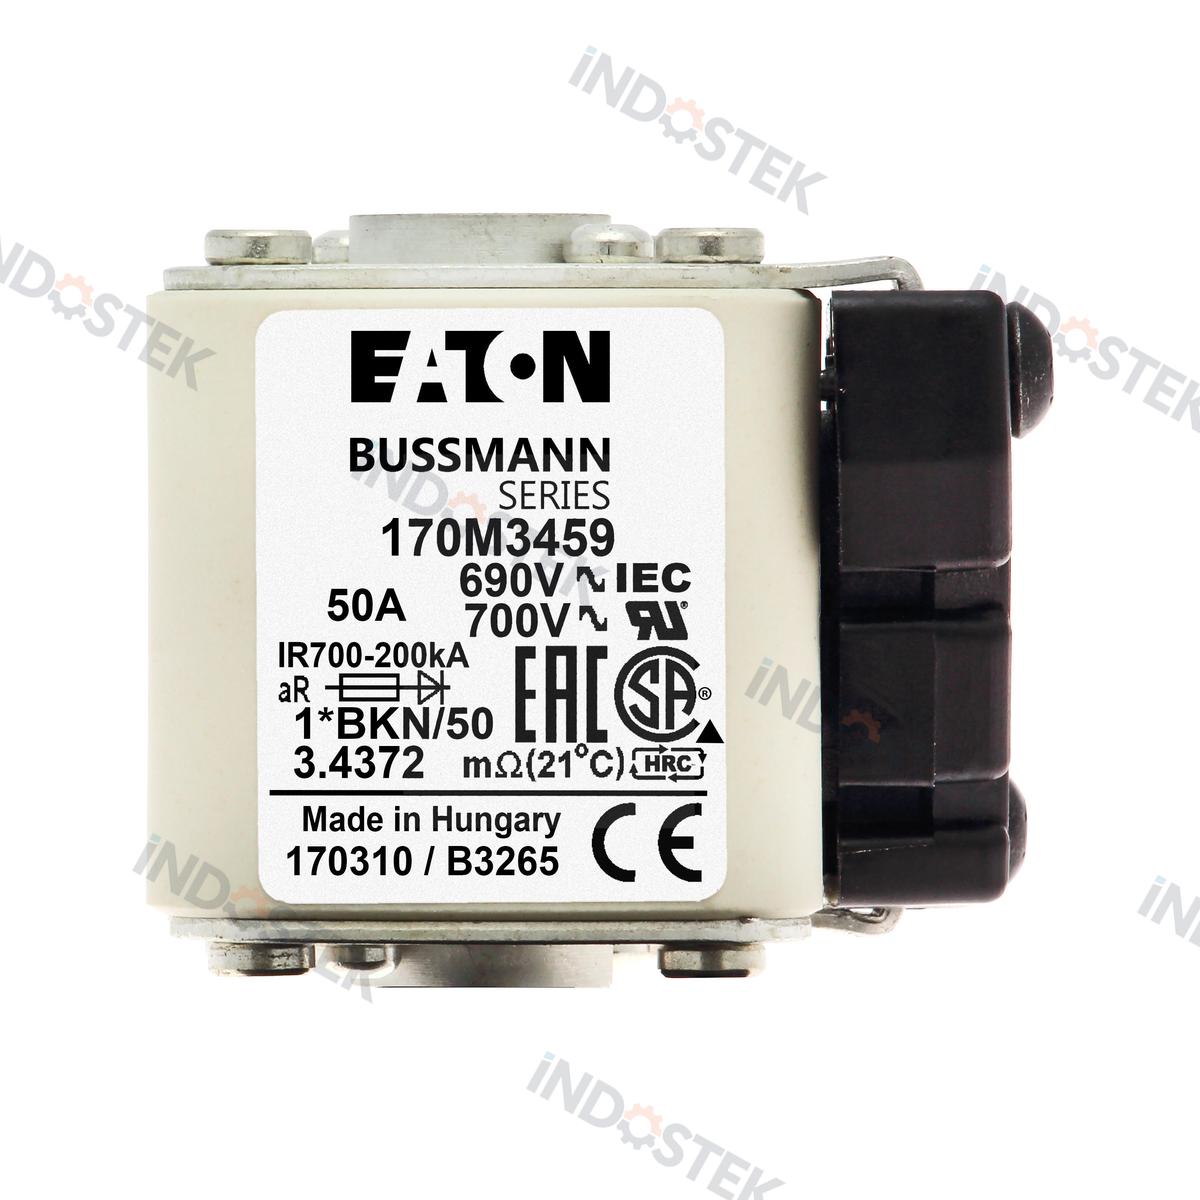 EATON
BUSSMANN
SERIES
170M3459
690V IEC
50A
700V
IR700-200kA
aR
EAC
SA®
1*BKN/50
3.4372 mΩ(21°C) HRC
Made in Hungary
170310 / B3265
CE
iNDOSTEK
iNDOSTEK
iNDOSTEK
iNDOSTEK
iNDOSTEK
iNDOSTEK